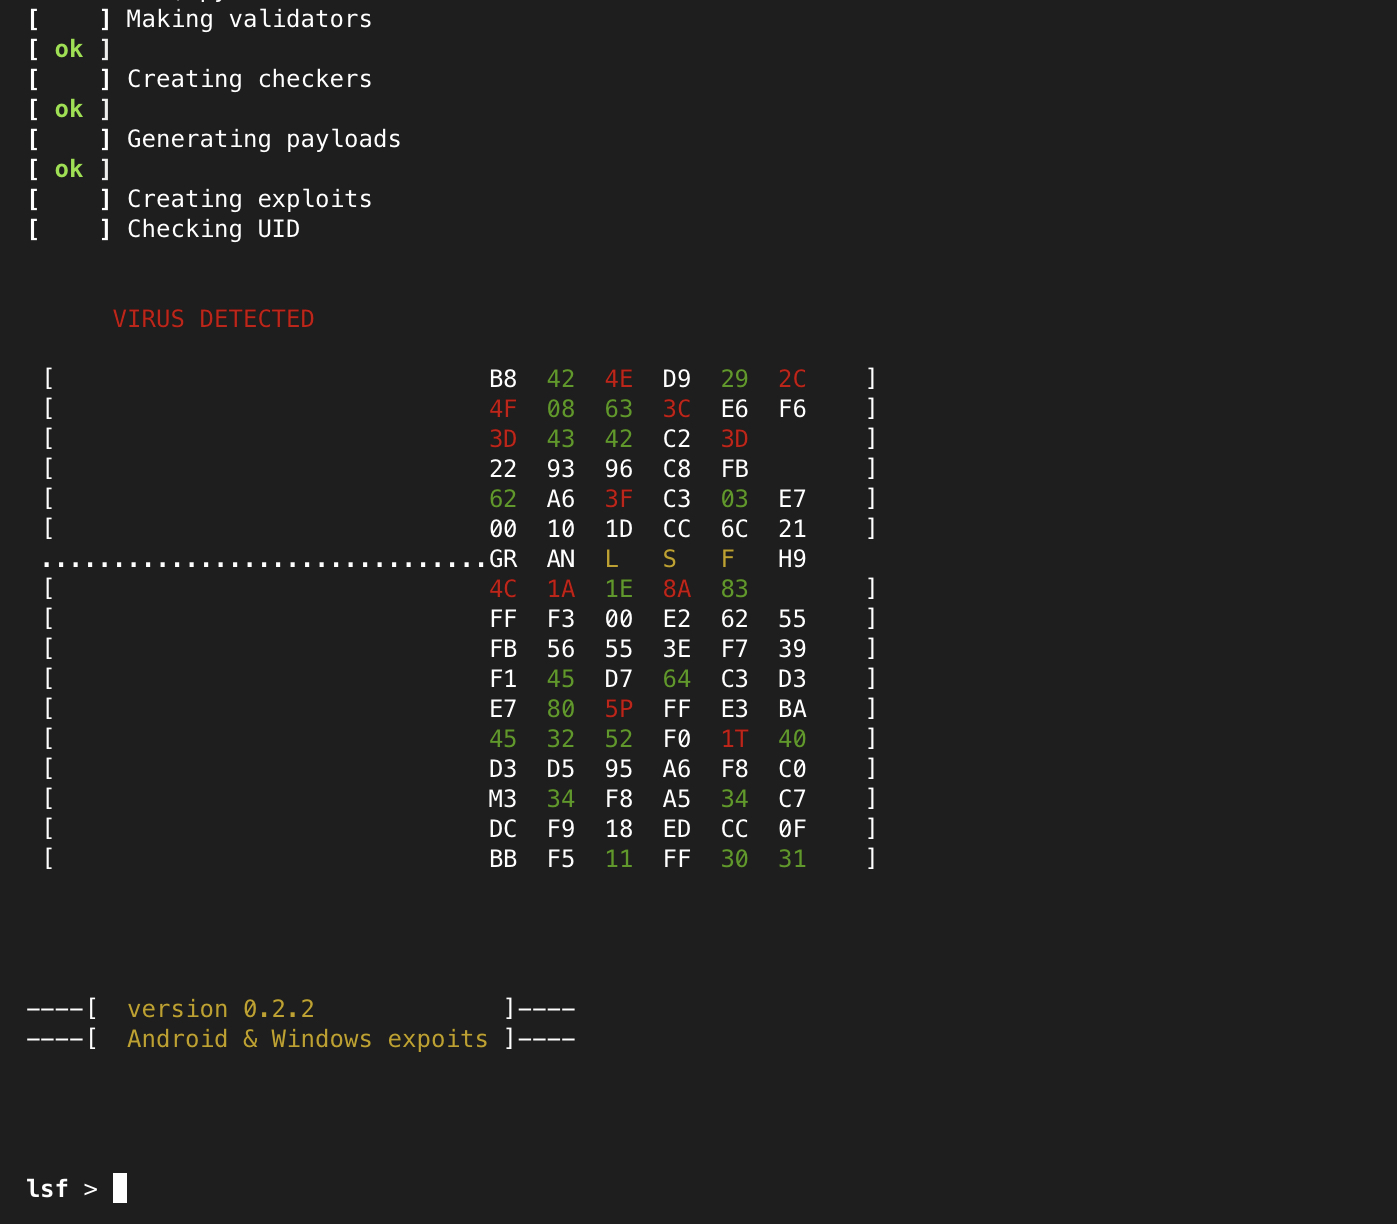 [    ] Making validators
[ ok ]
[    ] Creating checkers
[ ok ]
[    ] Generating payloads
[ ok ]
[    ] Creating exploits
[    ] Checking UID
VIRUS DETECTED
[ B8 42 4E D9 29 2C ]
[ 4F 08 63 3C E6 F6 ]
[ 3D 43 42 C2 3D ]
[ 22 93 96 C8 FB ]
[ 62 A6 3F C3 03 E7 ]
[ 00 10 1D CC 6C 21 ]
...............................GR AN L S F H9
[ 4C 1A 1E 8A 83 ]
[ FF F3 00 E2 62 55 ]
[ FB 56 55 3E F7 39 ]
[ F1 45 D7 64 C3 D3 ]
[ E7 80 5P FF E3 BA ]
[ 45 32 52 F0 1T 40 ]
[ D3 D5 95 A6 F8 C0 ]
[ M3 34 F8 A5 34 C7 ]
[ DC F9 18 ED CC 0F ]
[ BB F5 11 FF 30 31 ]
----[  version 0.2.2             ]----
----[  Android & Windows expoits ]----
lsf >